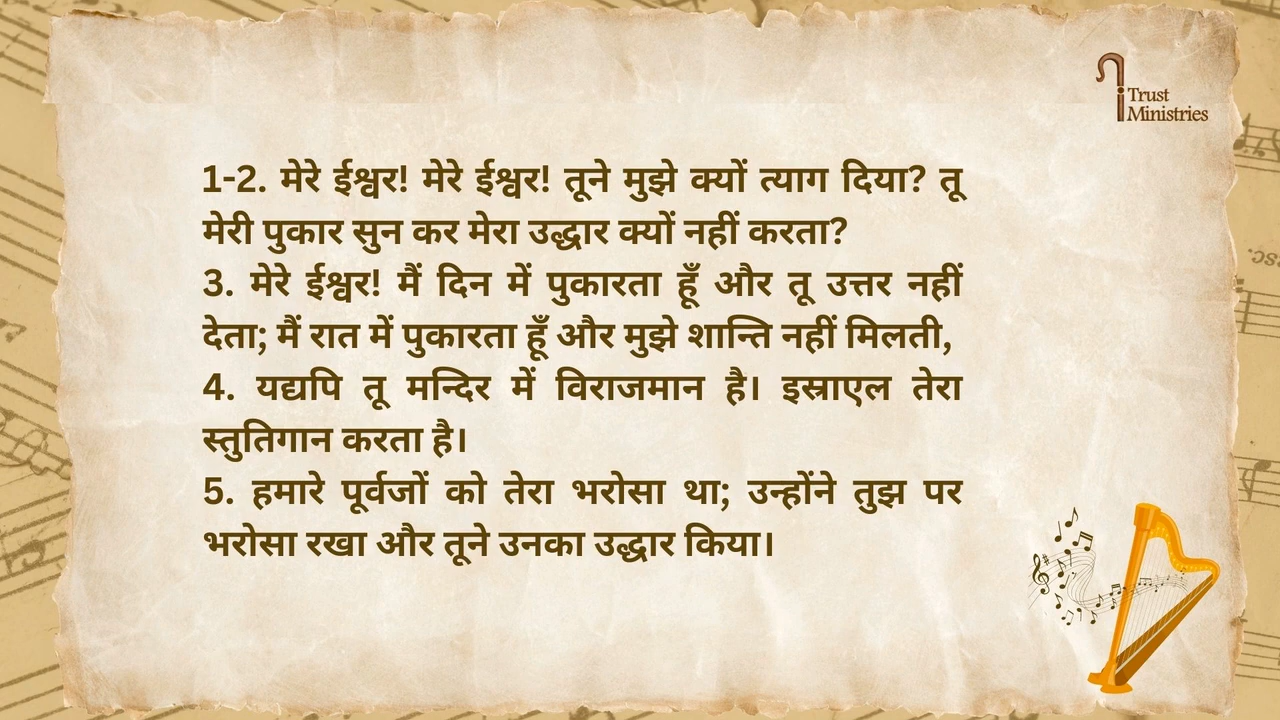 Trust
Ministries
1-2. मेरे ईश्वर! मेरे ईश्वर! तूने मुझे क्यों त्याग दिया? तू
मेरी पुकार सुन कर मेरा उद्धार क्यों नहीं करता?
3. मेरे ईश्वर! मैं दिन में पुकारता हूँ और तू उत्तर नहीं
देता; मैं रात में पुकारता हूँ और मुझे शान्ति नहीं मिलती,
4. यद्यपि तू मन्दिर में विराजमान है। इस्राएल तेरा
स्तुतिगान करता है।
5. हमारे पूर्वजों को तेरा भरोसा था; उन्होंने तुझ पर
भरोसा रखा और तूने उनका उद्धार किया।